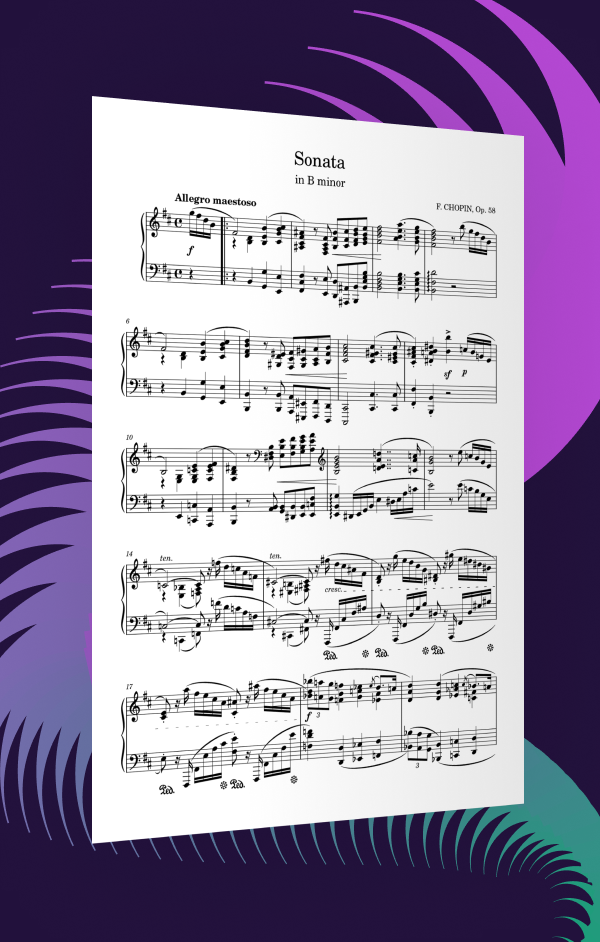 Sonata
in B minor
Allegro maestoso
F. CHOPIN, Op. 58
f
6
sf p
10
14
ten. ten.
cresc.
Ped. Ped. Ped.
17
f 3
3
Ped. Ped.